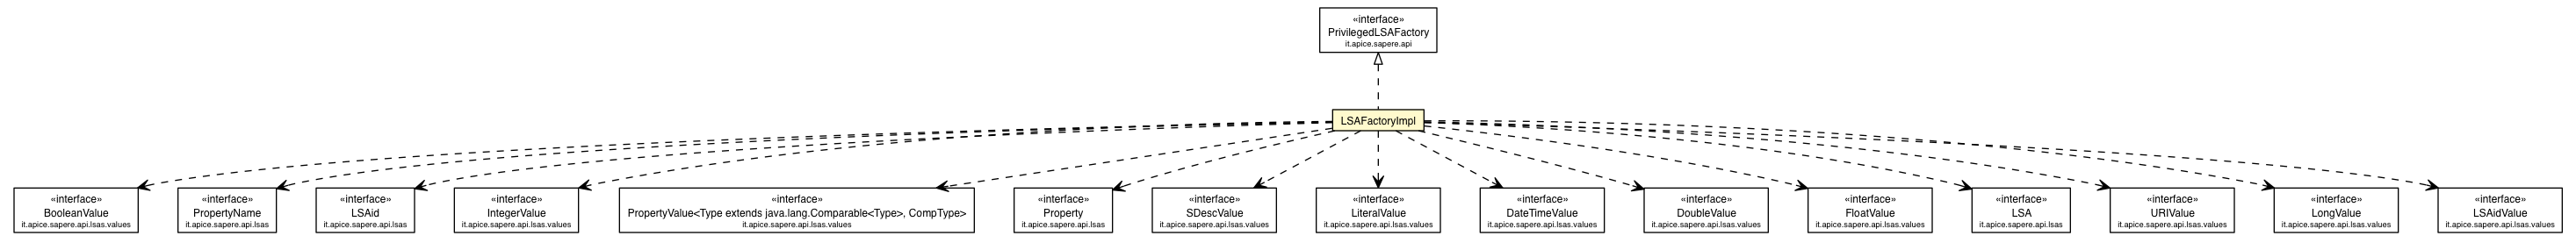 «interface»
PrivilegedLSAFactory
it.apice.sapere.api
LSAFactoryImpl
«interface»
BooleanValue
it.apice.sapere.api.lsas.values
«interface»
PropertyName
it.apice.sapere.api.lsas
«interface»
LSAid
it.apice.sapere.api.lsas
«interface»
IntegerValue
it.apice.sapere.api.lsas.values
«interface»
PropertyValue<Type extends java.lang.Comparable<Type>, CompType>
it.apice.sapere.api.lsas.values
«interface»
Property
it.apice.sapere.api.lsas
«interface»
SDescValue
it.apice.sapere.api.lsas.values
«interface»
LiteralValue
it.apice.sapere.api.lsas.values
«interface»
DateTimeValue
it.apice.sapere.api.lsas.values
«interface»
DoubleValue
it.apice.sapere.api.lsas.values
«interface»
FloatValue
it.apice.sapere.api.lsas.values
«interface»
LSA
it.apice.sapere.api.lsas
«interface»
URIValue
it.apice.sapere.api.lsas.values
«interface»
LongValue
it.apice.sapere.api.lsas.values
«interface»
LSAidValue
it.apice.sapere.api.lsas.values